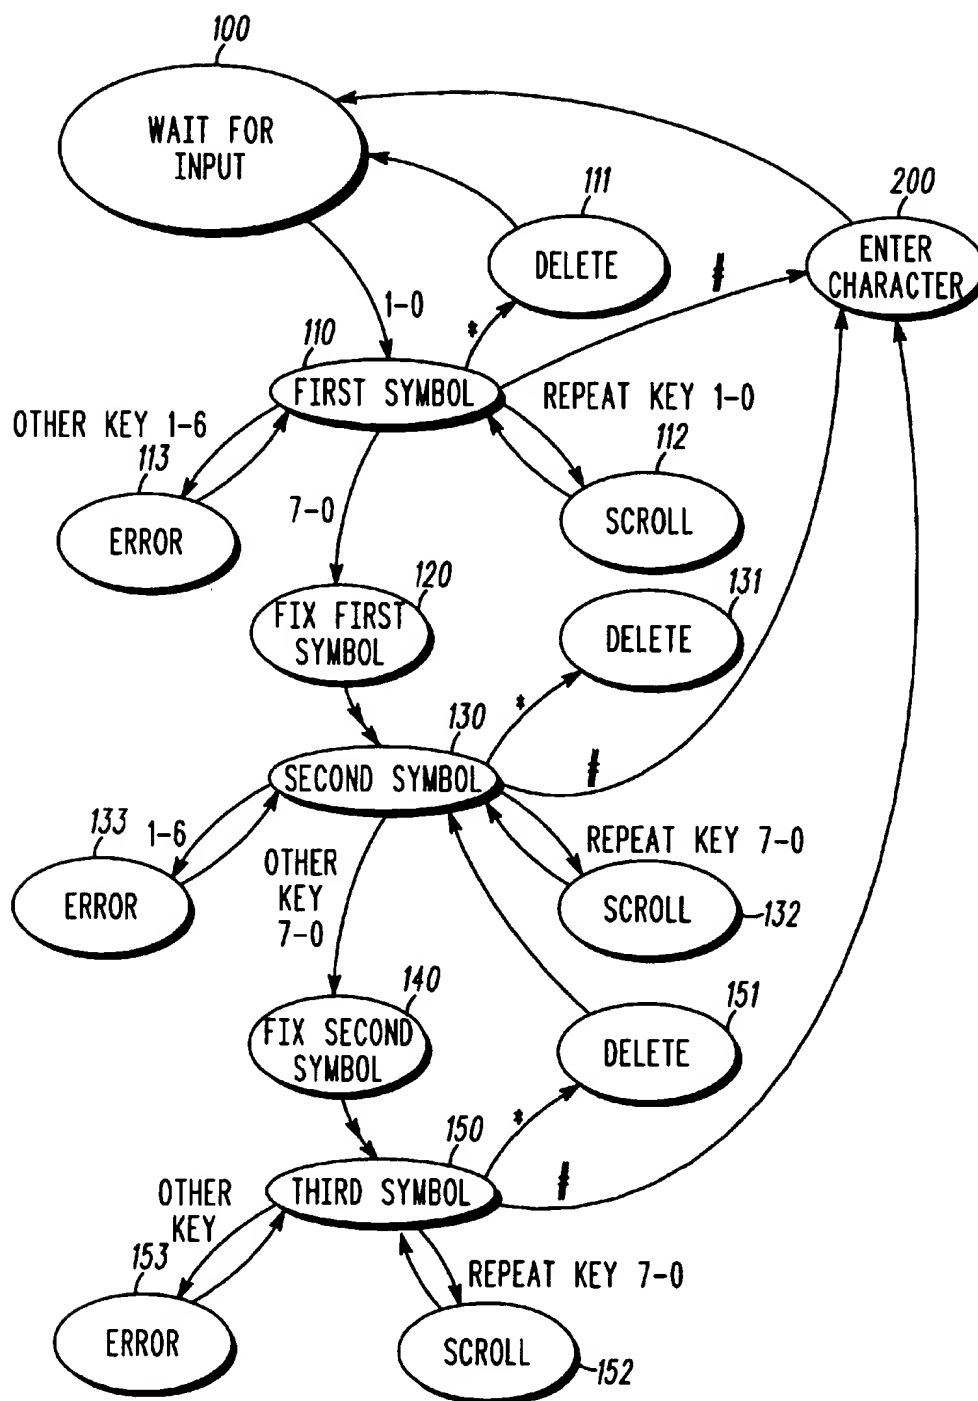 100
WAIT FOR
INPUT
111
DELETE
200
ENTER
CHARACTER
#
1-0
*
110
FIRST SYMBOL
REPEAT KEY 1-0
OTHER KEY 1-6
113
ERROR
112
SCROLL
7-0
120
FIX FIRST
SYMBOL
131
DELETE
*
130
SECOND SYMBOL
#
133
1-6
ERROR
OTHER
KEY
7-0
REPEAT KEY 7-0
SCROLL
132
140
FIX SECOND
SYMBOL
151
DELETE
*
150
THIRD SYMBOL
#
OTHER
KEY
153
ERROR
REPEAT KEY 7-0
SCROLL
152